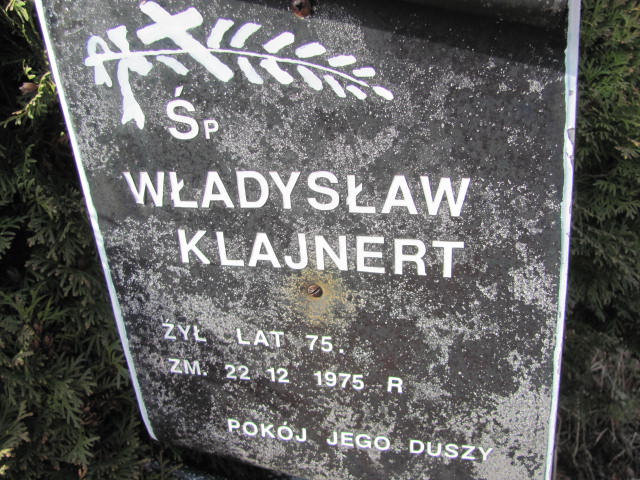 Śp
WŁADYSŁAW
KLAJNERT
ŻYŁ LAT 75.
ZM. 22 12 1975 R
POKÓJ JEGO DUSZY